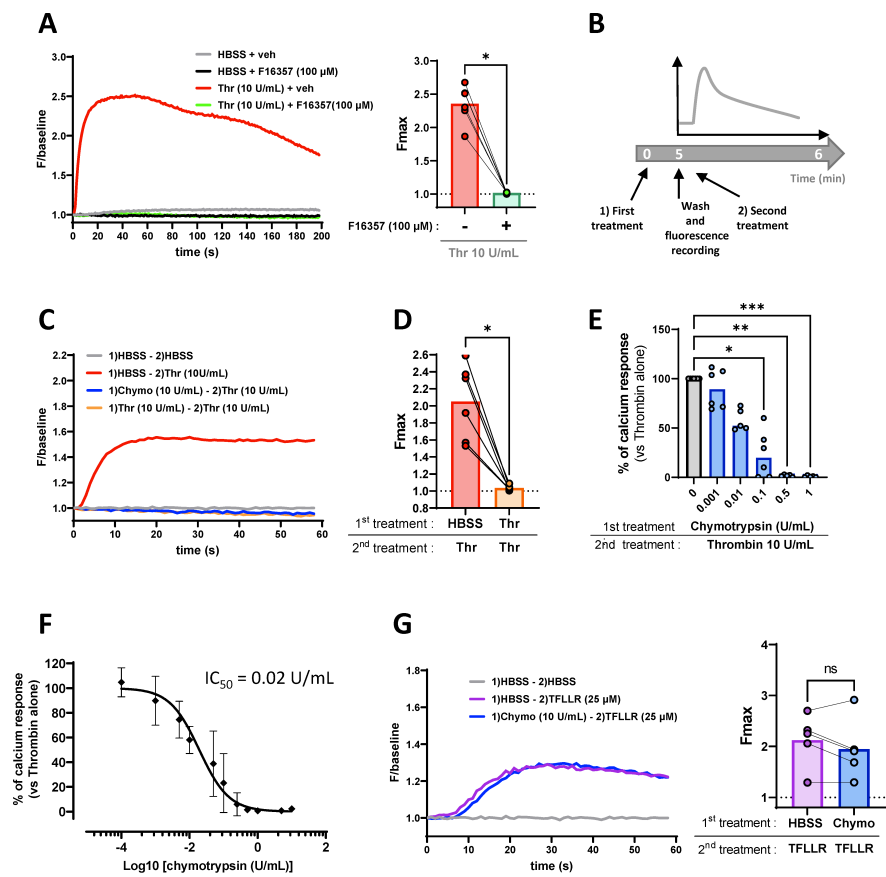 A
HBSS + veh
HBSS + F16357 (100 µM)
Thr (10 U/mL) + veh
Thr (10 U/mL) + F16357(100 µM)
F/baseline
3.0
2.5
2.0
1.5
1.0
0 20 40 60 80 100 120 140 160 180 200
time (s)
Fmax
3.0
2.5
2.0
1.5
1.0
*
F16357 (100 µM) : - +
Thr 10 U/mL
B
0 5 6
Time (min)
1) First
treatment
Wash
and
fluorescence
recording
2) Second
treatment
C
1)HBSS - 2)HBSS
1)HBSS - 2)Thr (10U/mL)
1)Chymo (10 U/mL) - 2)Thr (10 U/mL)
1)Thr (10 U/mL) - 2)Thr (10 U/mL)
F/baseline
2.2
2.0
1.8
1.6
1.4
1.2
1.0
0 10 20 30 40 50 60
time (s)
D
Fmax
2.6
2.4
2.2
2.0
1.8
1.6
1.4
1.2
1.0
0.8
*
1st treatment : HBSS Thr
2nd treatment : Thr Thr
E
% of calcium response
(vs Thrombin alone)
150
100
50
0
***
**
*
0 0.001 0.01 0.1 0.5 1
1st treatment : Chymotrypsin (U/mL)
2nd treatment : Thrombin 10 U/mL
F
% of calcium response
(vs Thrombin alone)
120
100
80
60
40
20
0
IC50 = 0.02 U/mL
-4 -2 0 2
Log10 [chymotrypsin (U/mL)]
G
1)HBSS - 2)HBSS
1)HBSS - 2)TFLLR (25 µM)
1)Chymo (10 U/mL) - 2)TFLLR (25 µM)
F/baseline
1.8
1.6
1.4
1.2
1.0
0 10 20 30 40 50 60
time (s)
Fmax
4
3
2
1
ns
1st treatment : HBSS Chymo
2nd treatment : TFLLR TFLLR